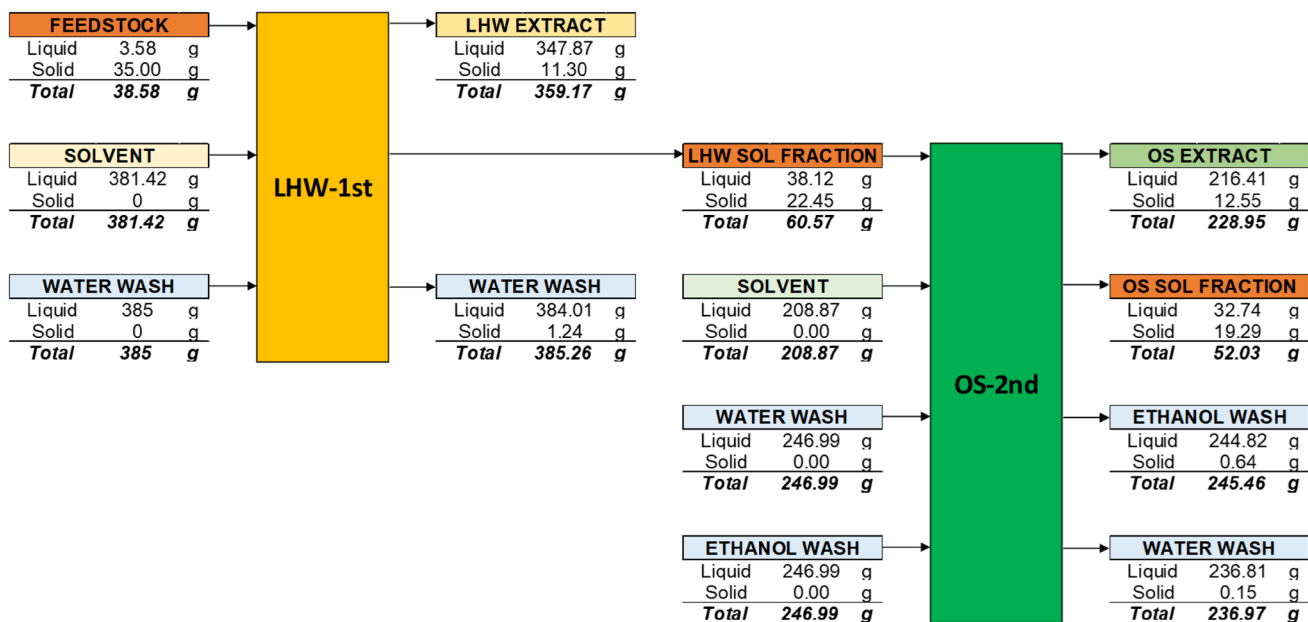 FEEDSTOCK
Liquid 3.58 g
Solid 35.00 g
Total 38.58 g
SOLVENT
Liquid 381.42 g
Solid 0 g
Total 381.42 g
WATER WASH
Liquid 385 g
Solid 0 g
Total 385 g
LHW-1st
LHW EXTRACT
Liquid 347.87 g
Solid 11.30 g
Total 359.17 g
WATER WASH
Liquid 384.01 g
Solid 1.24 g
Total 385.26 g
LHW SOL FRACTION
Liquid 38.12 g
Solid 22.45 g
Total 60.57 g
SOLVENT
Liquid 208.87 g
Solid 0.00 g
Total 208.87 g
WATER WASH
Liquid 246.99 g
Solid 0.00 g
Total 246.99 g
ETHANOL WASH
Liquid 246.99 g
Solid 0.00 g
Total 246.99 g
OS-2nd
OS EXTRACT
Liquid 216.41 g
Solid 12.55 g
Total 228.95 g
OS SOL FRACTION
Liquid 32.74 g
Solid 19.29 g
Total 52.03 g
ETHANOL WASH
Liquid 244.82 g
Solid 0.64 g
Total 245.46 g
WATER WASH
Liquid 236.81 g
Solid 0.15 g
Total 236.97 g